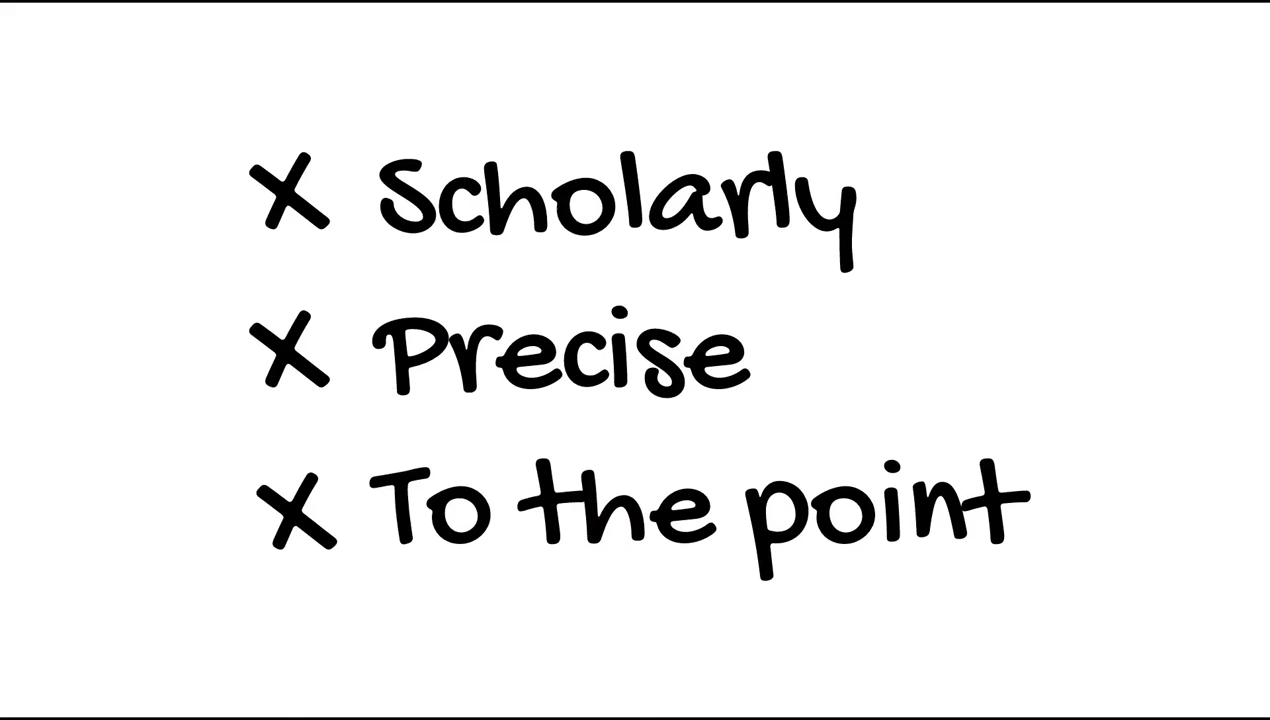 X Scholarly
X Precise
X To the point